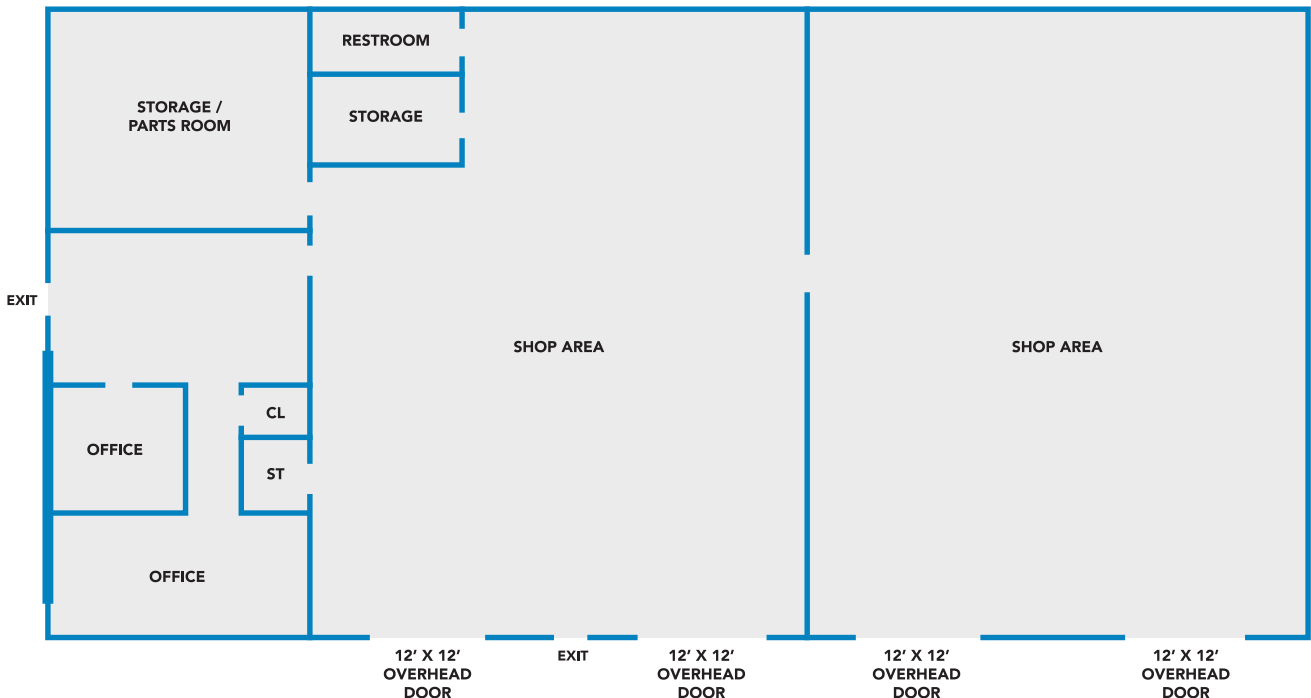 RESTROOM
STORAGE /
PARTS ROOM
STORAGE
EXIT
SHOP AREA
SHOP AREA
CL
OFFICE
ST
OFFICE
12’ X 12’
OVERHEAD
DOOR
EXIT
12’ X 12’
OVERHEAD
DOOR
12’ X 12’
OVERHEAD
DOOR
12’ X 12’
OVERHEAD
DOOR